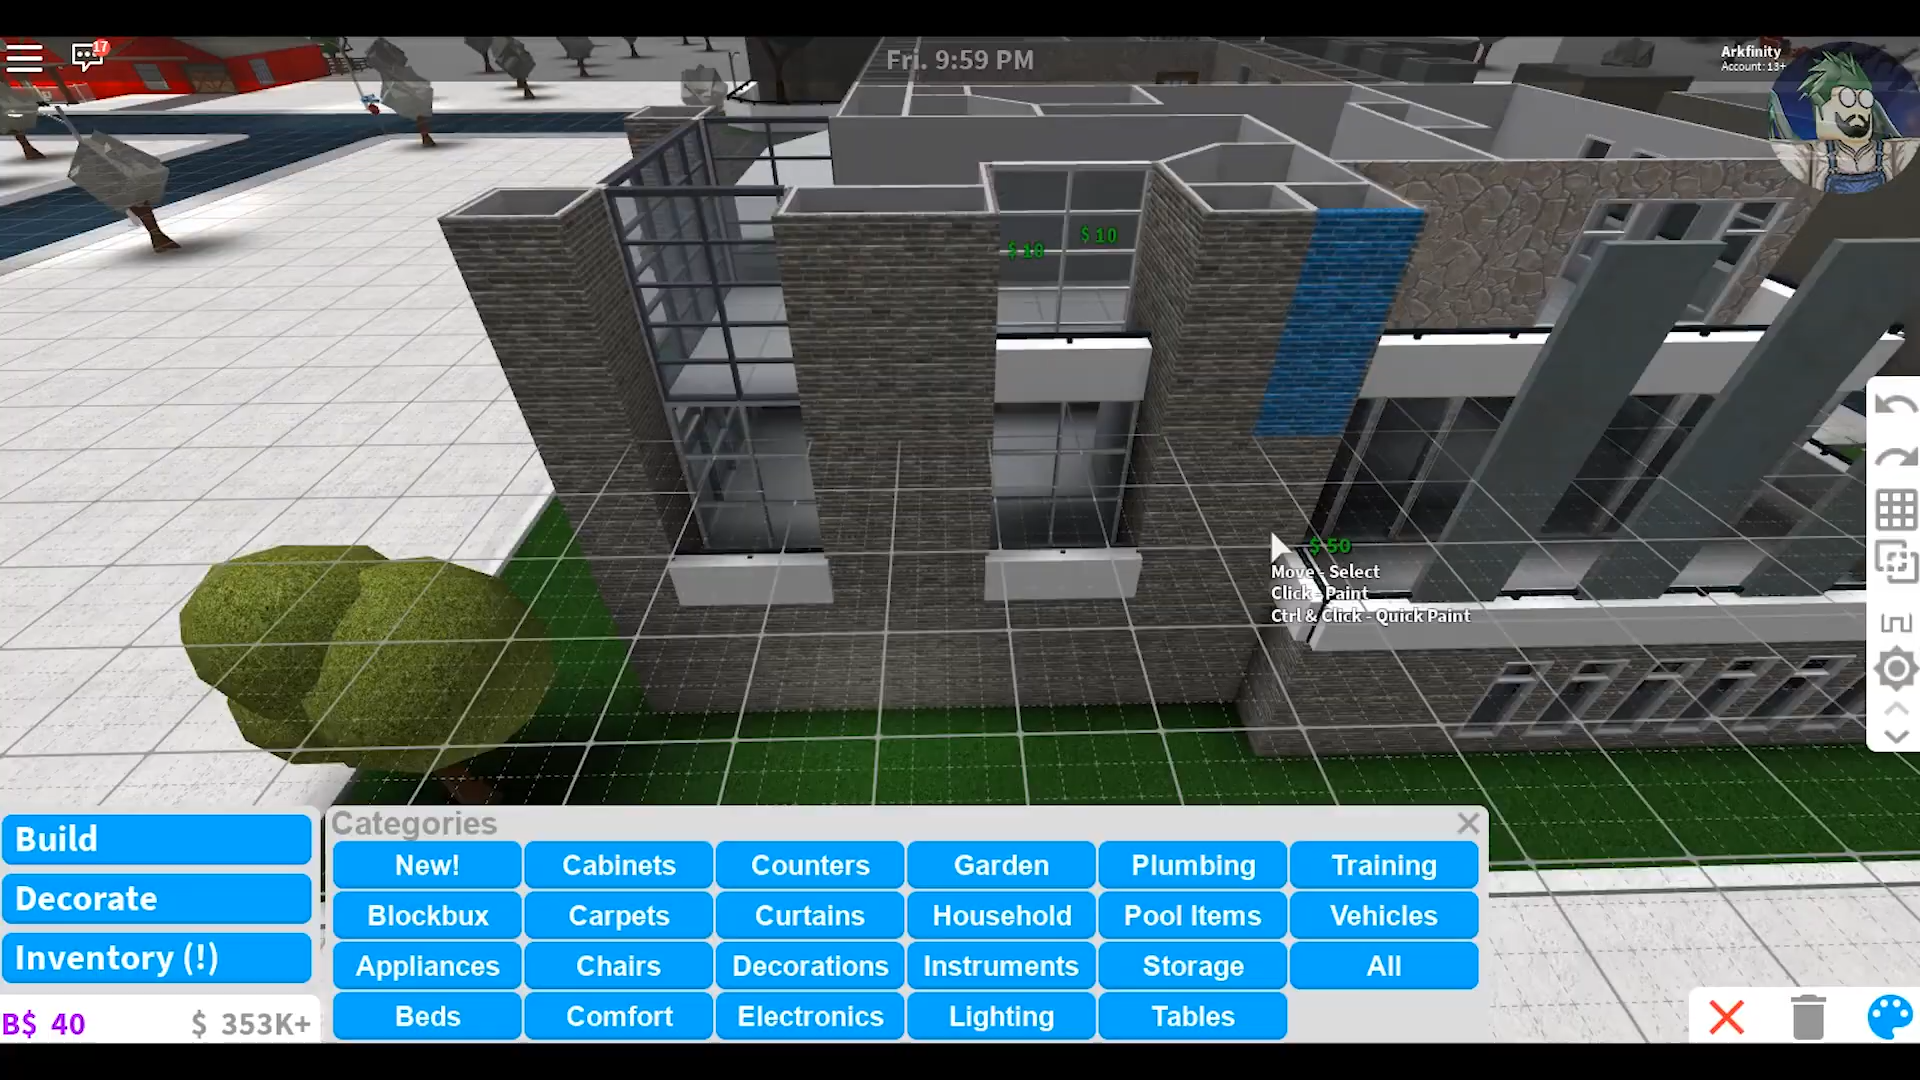 17
Fri. 9:59 PM
Arkfinity
Account: 13+
$ 10
$ 10
$ 50
Move - Select
Click - Paint
Ctrl & Click - Quick Paint
Build
Decorate
Inventory (!)
B$ 40
$ 353K+
Categories
New!
Cabinets
Counters
Garden
Plumbing
Training
Blockbux
Carpets
Curtains
Household
Pool Items
Vehicles
Appliances
Chairs
Decorations
Instruments
Storage
All
Beds
Comfort
Electronics
Lighting
Tables